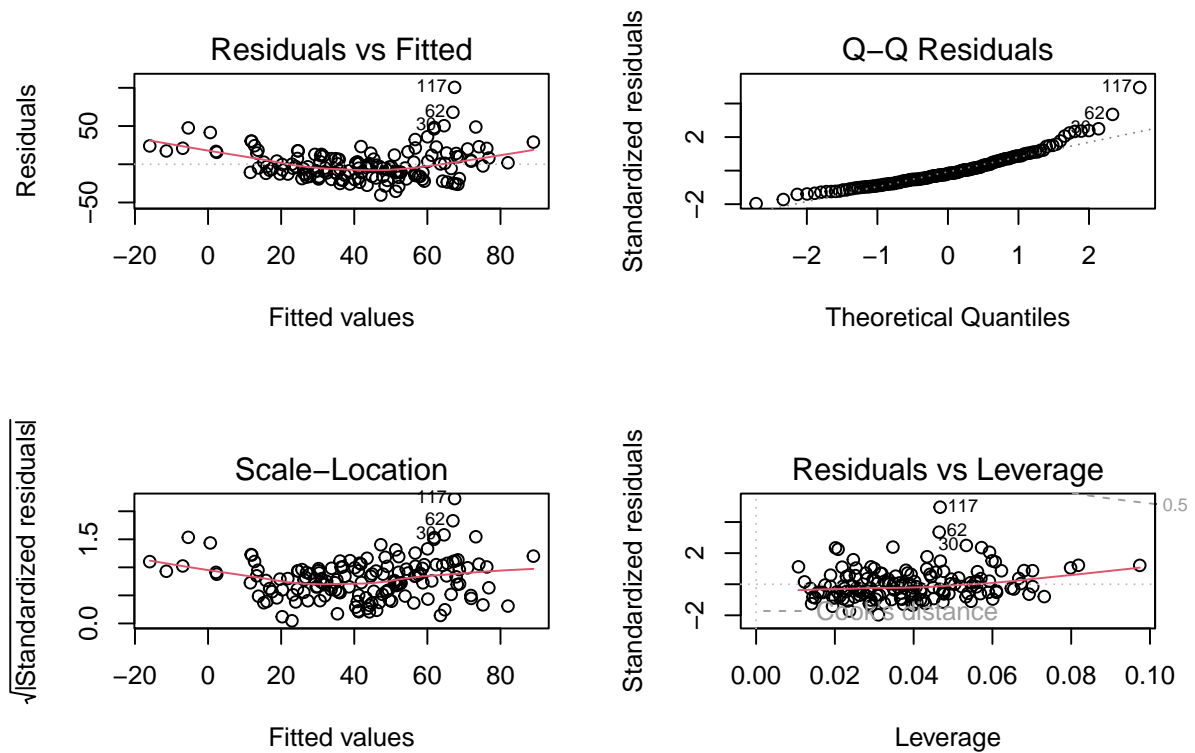 Residuals vs Fitted
Residuals
50
−50
117
62
30
−20 0 20 40 60 80
Fitted values
Q−Q Residuals
Standardized residuals
2
−2
117
62
30
−2 −1 0 1 2
Theoretical Quantiles
Scale−Location
√|Standardized residuals|
1.5
0.0
117
62
30
−20 0 20 40 60 80
Fitted values
Residuals vs Leverage
Standardized residuals
2
−2
117
62
30
0.5
Cook's distance
0.00 0.02 0.04 0.06 0.08 0.10
Leverage